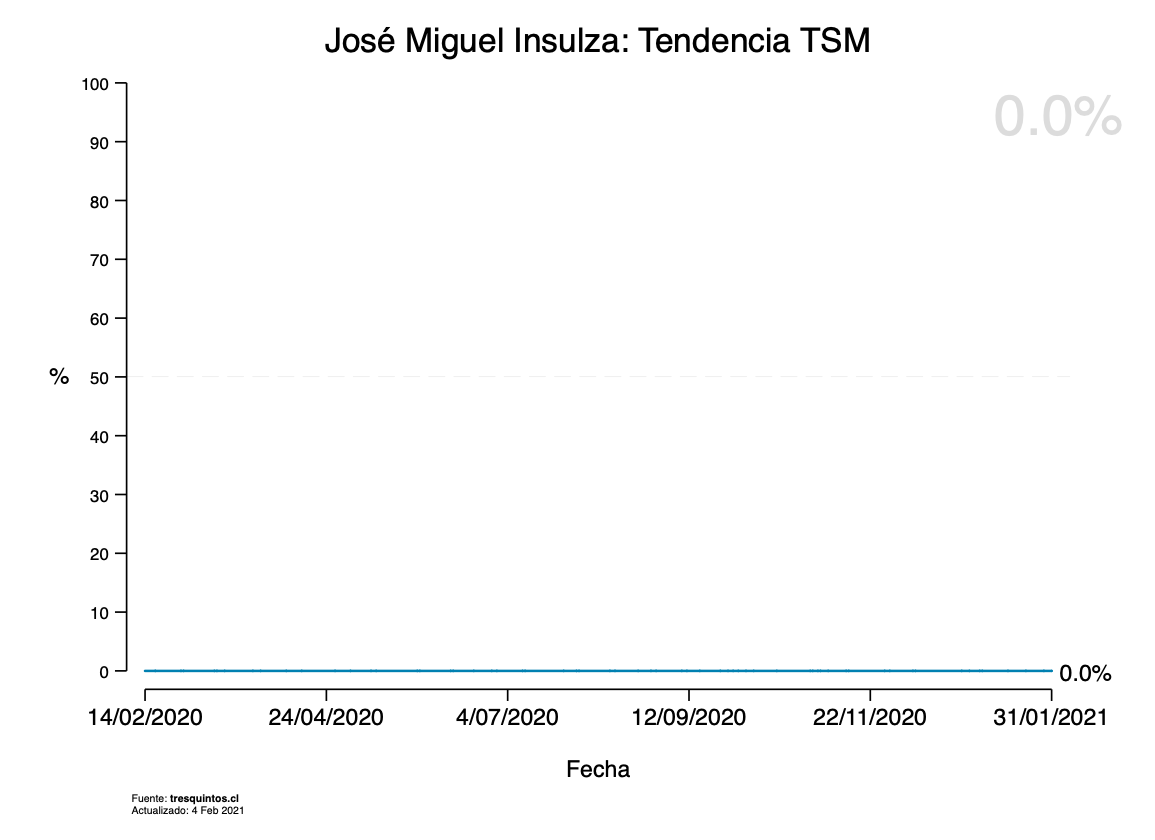 José Miguel Insulza: Tendencia TSM
0.0%
100
90
80
70
60
% 50
40
30
20
10
0
0.0%
14/02/2020 24/04/2020 4/07/2020 12/09/2020 22/11/2020 31/01/2021
Fecha
Fuente: tresquintos.cl
Actualizado: 4 Feb 2021